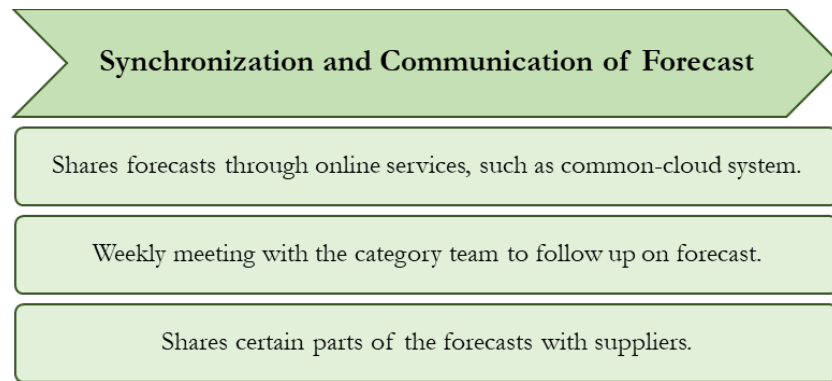 Synchronization and Communication of Forecast
Shares forecasts through online services, such as common-cloud system.
Weekly meeting with the category team to follow up on forecast.
Shares certain parts of the forecasts with suppliers.